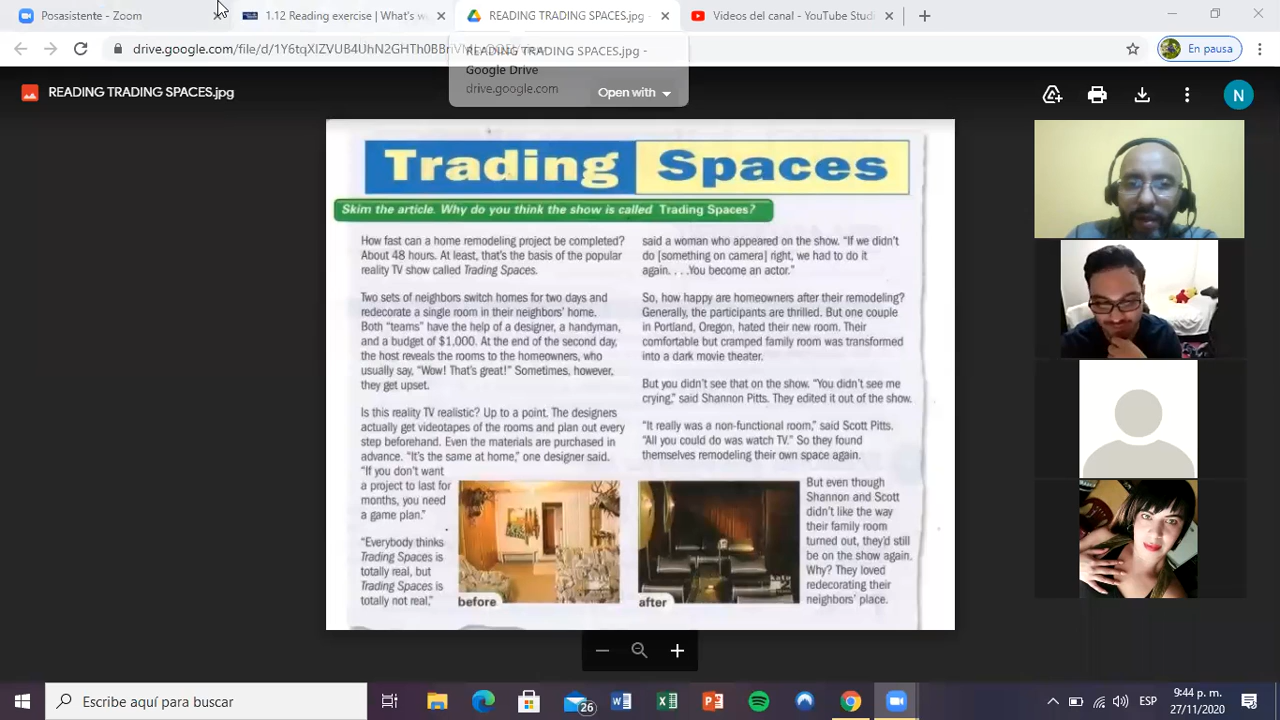 Posasistente - Zoom
1.12 Reading exercise | What's w
READING TRADING SPACES.jpg -
Videos del canal - YouTube Studi
READING TRADING SPACES.jpg -
Google Drive
drive.google.com
En pausa
READING TRADING SPACES.jpg
Open with
N
Trading Spaces
Skim the article. Why do you think the show is called Trading Spaces?
How fast can a home remodeling project be completed?
About 48 hours. At least, that's the basis of the popular
reality TV show called Trading Spaces.
Two sets of neighbors switch homes for two days and
redecorate a single room in their neighbors' home.
Both "teams" have the help of a designer, a handyman,
and a budget of $1,000. At the end of the second day,
the host reveals the rooms to the homeowners, who
usually say, "Wow! That's great!" Sometimes, however,
they get upset.
Is this reality TV realistic? Up to a point. The designers
actually get videotapes of the rooms and plan out every
step beforehand. Even the materials are purchased in
advance. "It's the same at home," one designer said.
"If you don't want
a project to last for
months, you need
a game plan."
"Everybody thinks
Trading Spaces is
totally real, but
Trading Spaces is
totally not real,"
before
said a woman who appeared on the show. "If we didn't
do [something on camera] right, we had to do it
again. . . .You become an actor."
So, how happy are homeowners after their remodeling?
Generally, the participants are thrilled. But one couple
in Portland, Oregon, hated their new room. Their
comfortable but cramped family room was transformed
into a dark movie theater.
But you didn't see that on the show. "You didn't see me
crying," said Shannon Pitts. They edited it out of the show.
"It really was a non-functional room," said Scott Pitts.
"All you could do was watch TV." So they found
themselves remodeling their own space again.
after
But even though
Shannon and Scott
didn't like the way
their family room
turned out, they'd still
be on the show again.
Why? They loved
redecorating their
neighbors' place.
Escribe aquí para buscar
26
ESP
9:44 p. m.
27/11/2020